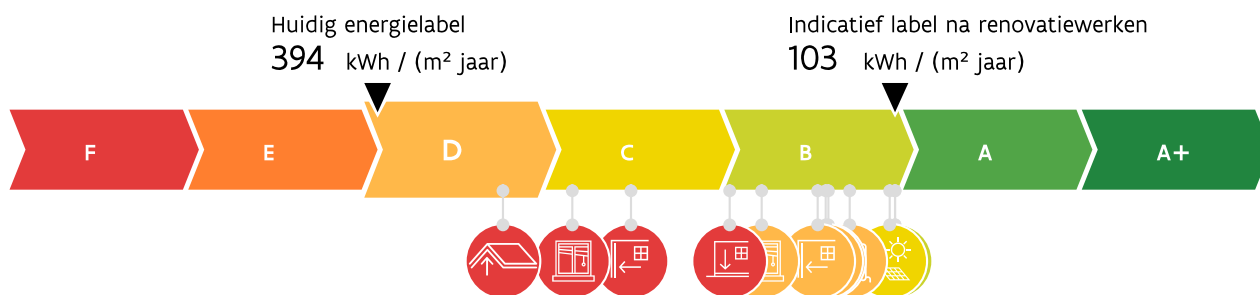 Huidig energielabel
394 kWh / (m² jaar)
Indicatief label na renovatiewerken
103 kWh / (m² jaar)
F E D C B A A+